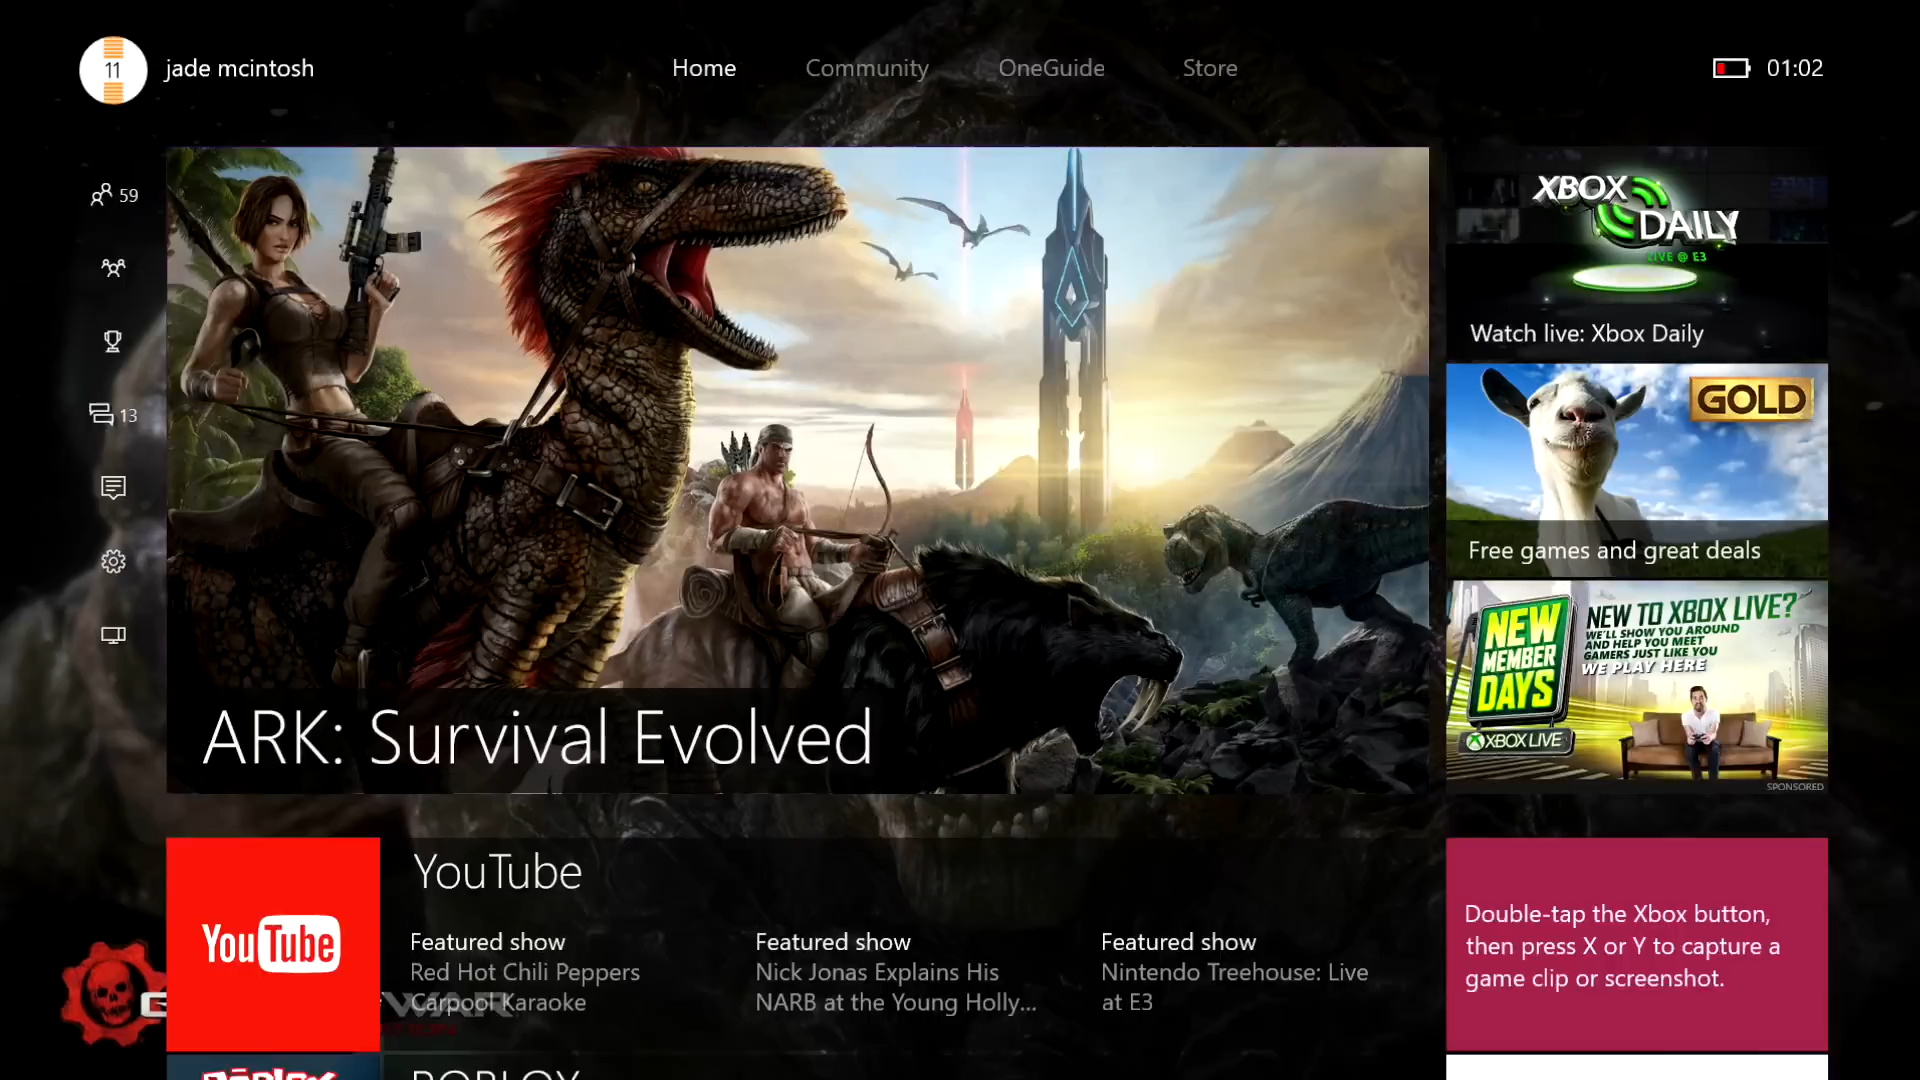 11
jade mcintosh
Home
Community
OneGuide
Store
01:02
59
13
ARK: Survival Evolved
XBOX
DAILY
LIVE @ E3
Watch live: Xbox Daily
GOLD
Free games and great deals
NEW
MEMBER
DAYS
XBOX LIVE
NEW TO XBOX LIVE?
WE'LL SHOW YOU AROUND
AND HELP YOU MEET
GAMERS JUST LIKE YOU
WE PLAY HERE
SPONSORED
YouTube
YouTube
Featured show
Red Hot Chili Peppers
Carpool Karaoke
Featured show
Nick Jonas Explains His
NARB at the Young Holly...
Featured show
Nintendo Treehouse: Live
at E3
Double-tap the Xbox button,
then press X or Y to capture a
game clip or screenshot.
G
WAR
ROBLOX
ROBLOX